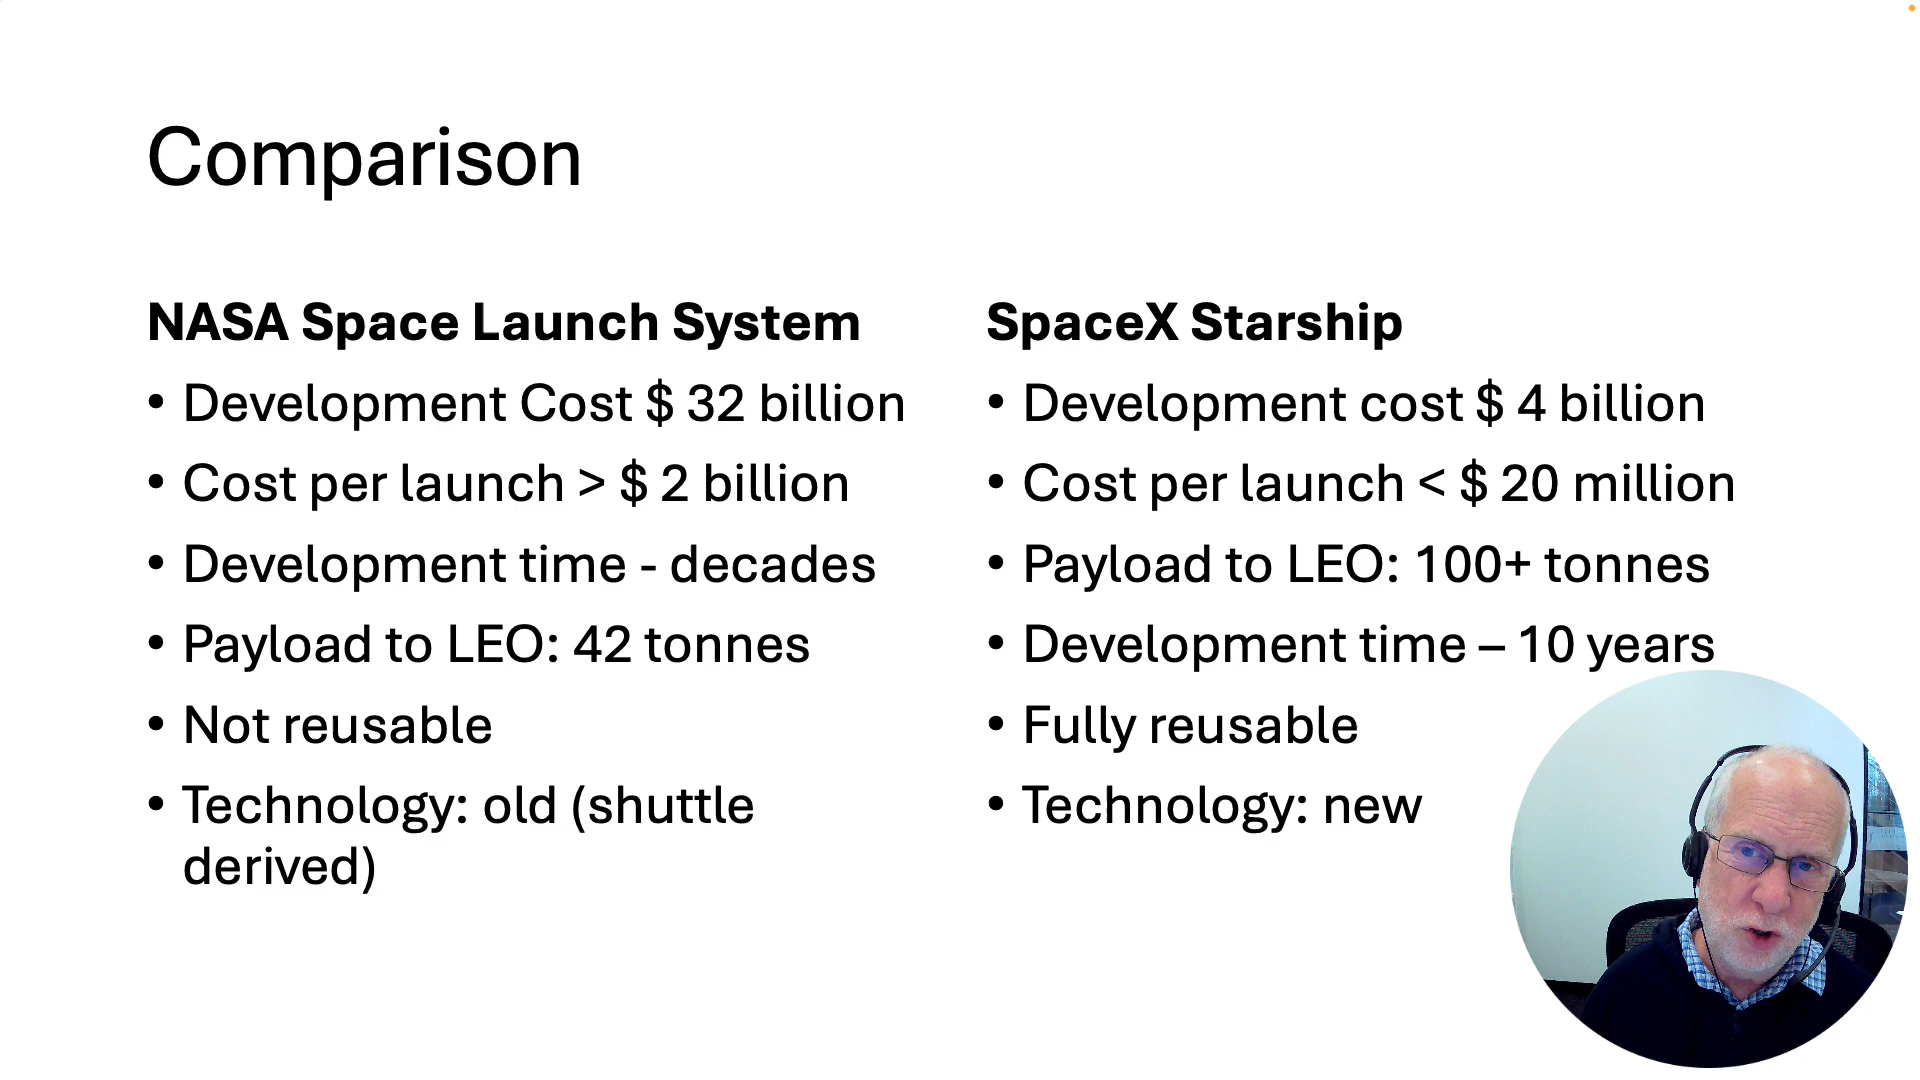 Comparison
NASA Space Launch System
• Development Cost $ 32 billion
• Cost per launch > $ 2 billion
• Development time - decades
• Payload to LEO: 42 tonnes
• Not reusable
• Technology: old (shuttle
derived)
SpaceX Starship
• Development cost $ 4 billion
• Cost per launch < $ 20 million
• Payload to LEO: 100+ tonnes
• Development time – 10 years
• Fully reusable
• Technology: new